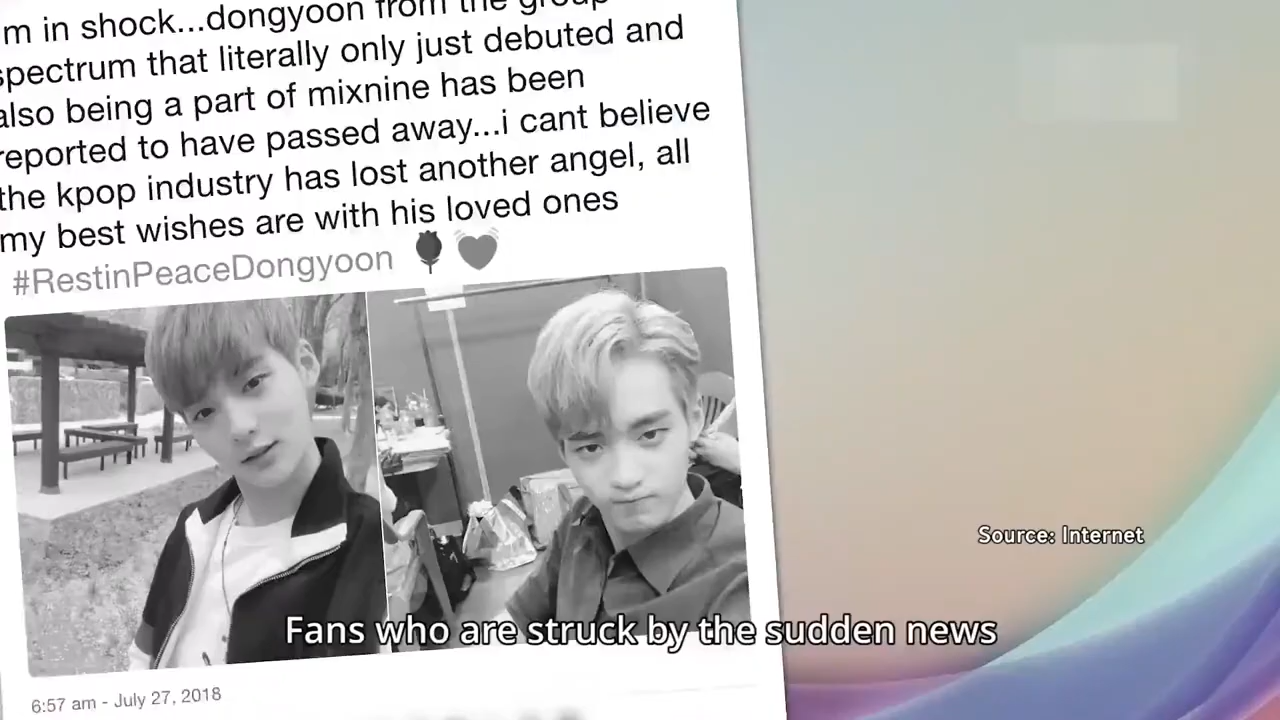 m in shock...dongyoon from the group
spectrum that literally only just debuted and
also being a part of mixnine has been
reported to have passed away...i cant believe
the kpop industry has lost another angel, all
my best wishes are with his loved ones
#RestinPeaceDongyoon
Source: Internet
Fans who are struck by the sudden news
6:57 am - July 27, 2018